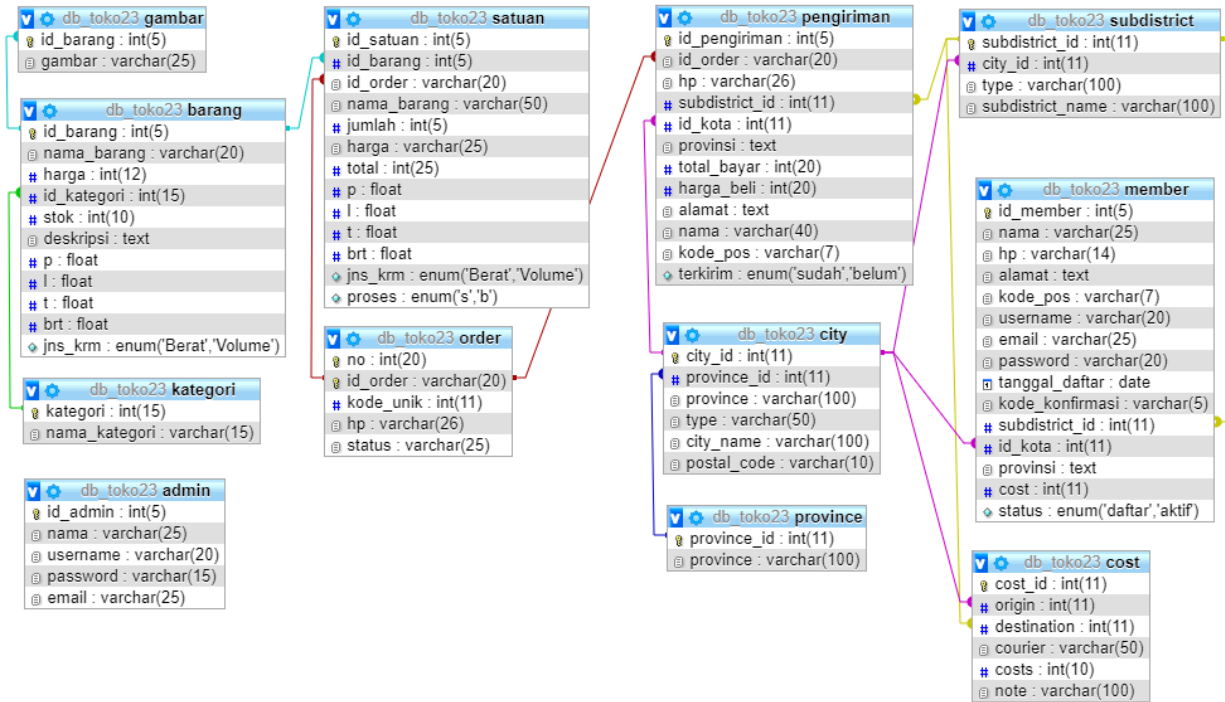 db_toko23 gambar
id_barang : int(5)
gambar : varchar(25)
db_toko23 barang
id_barang : int(5)
nama_barang : varchar(20)
harga : int(12)
id_kategori : int(15)
stok : int(10)
deskripsi : text
p : float
l : float
t : float
brt : float
jns_krm : enum('Berat','Volume')
db_toko23 kategori
kategori : int(15)
nama_kategori : varchar(15)
db_toko23 admin
id_admin : int(5)
nama : varchar(25)
username : varchar(20)
password : varchar(15)
email : varchar(25)
db_toko23 satuan
id_satuan : int(5)
id_barang : int(5)
id_order : varchar(20)
nama_barang : varchar(50)
jumlah : int(5)
harga : varchar(25)
total : int(25)
p : float
l : float
t : float
brt : float
jns_krm : enum('Berat','Volume')
proses : enum('s','b')
db_toko23 order
no : int(20)
id_order : varchar(20)
kode_unik : int(11)
hp : varchar(26)
status : varchar(25)
db_toko23 pengiriman
id_pengiriman : int(5)
id_order : varchar(20)
hp : varchar(26)
subdistrict_id : int(11)
id_kota : int(11)
provinsi : text
total_bayar : int(20)
harga_beli : int(20)
alamat : text
nama : varchar(40)
kode_pos : varchar(7)
terkirim : enum('sudah','belum')
db_toko23 city
city_id : int(11)
province_id : int(11)
province : varchar(100)
type : varchar(50)
city_name : varchar(100)
postal_code : varchar(10)
db_toko23 province
province_id : int(11)
province : varchar(100)
db_toko23 subdistrict
subdistrict_id : int(11)
city_id : int(11)
type : varchar(100)
subdistrict_name : varchar(100)
db_toko23 member
id_member : int(5)
nama : varchar(25)
hp : varchar(14)
alamat : text
kode_pos : varchar(7)
username : varchar(20)
email : varchar(25)
password : varchar(20)
tanggal_daftar : date
kode_konfirmasi : varchar(5)
subdistrict_id : int(11)
id_kota : int(11)
provinsi : text
cost : int(11)
status : enum('daftar','aktif')
db_toko23 cost
cost_id : int(11)
origin : int(11)
destination : int(11)
courier : varchar(50)
costs : int(10)
note : varchar(100)